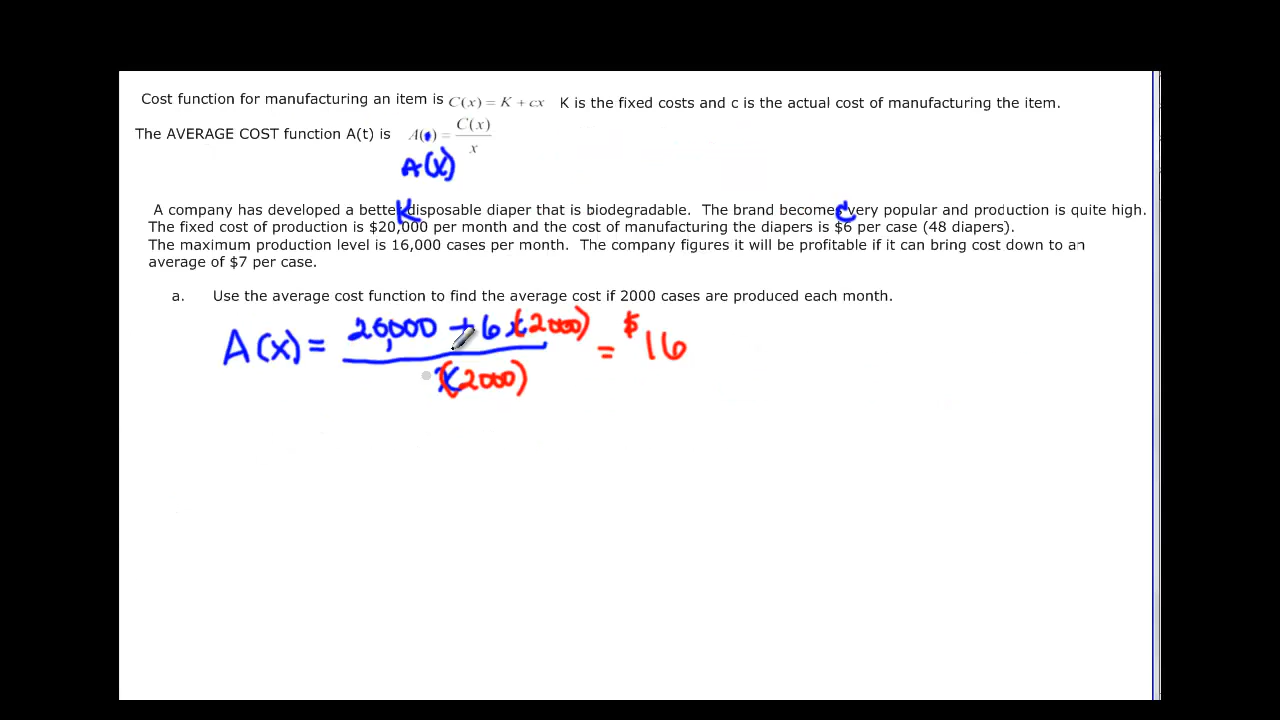 Cost function for manufacturing an item is C(x) = K + cx K is the fixed costs and c is the actual cost of manufacturing the item.
The AVERAGE COST function A(t) is A( ) = C(x) / x
A(x)
K C
A company has developed a better disposable diaper that is biodegradable. The brand becomes very popular and production is quite high.
The fixed cost of production is $20,000 per month and the cost of manufacturing the diapers is $6 per case (48 diapers).
The maximum production level is 16,000 cases per month. The company figures it will be profitable if it can bring cost down to an
average of $7 per case.
a. Use the average cost function to find the average cost if 2000 cases are produced each month.
20,000 + 6x(2000)
A(x) = = $16
x(2000)